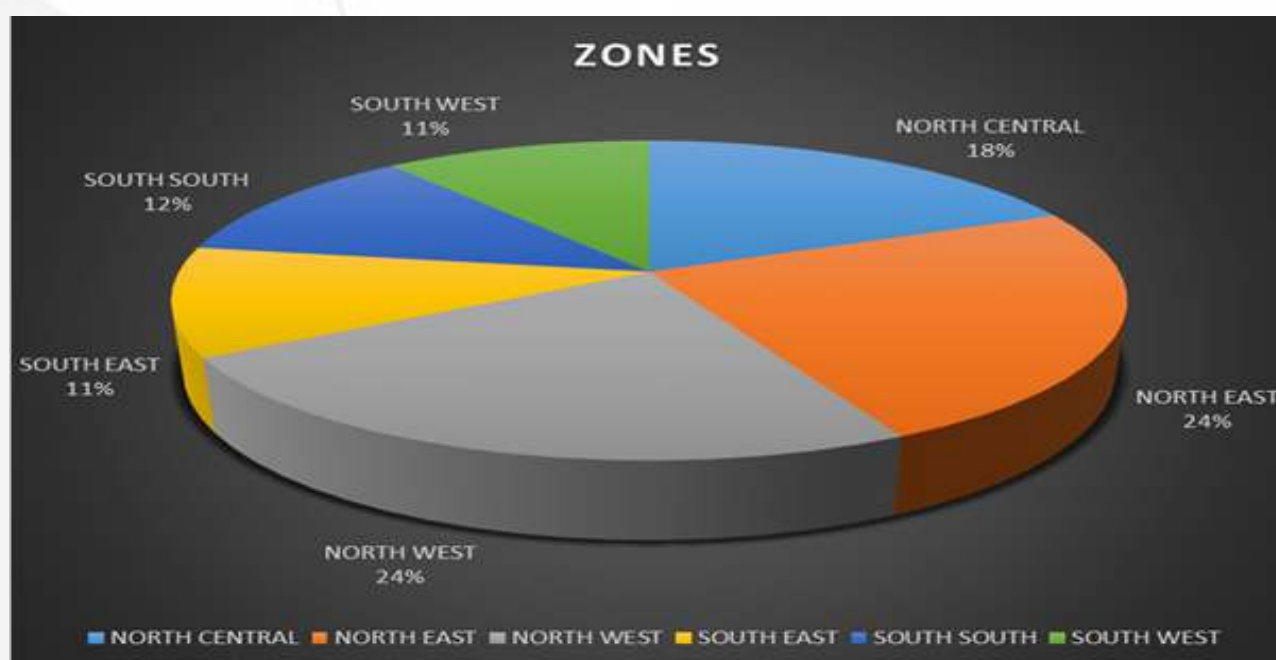 ZONES
SOUTH WEST
11%
NORTH CENTRAL
18%
SOUTH SOUTH
12%
SOUTH EAST
11%
NORTH EAST
24%
NORTH WEST
24%
NORTH CENTRAL NORTH EAST NORTH WEST SOUTH EAST SOUTH SOUTH SOUTH WEST